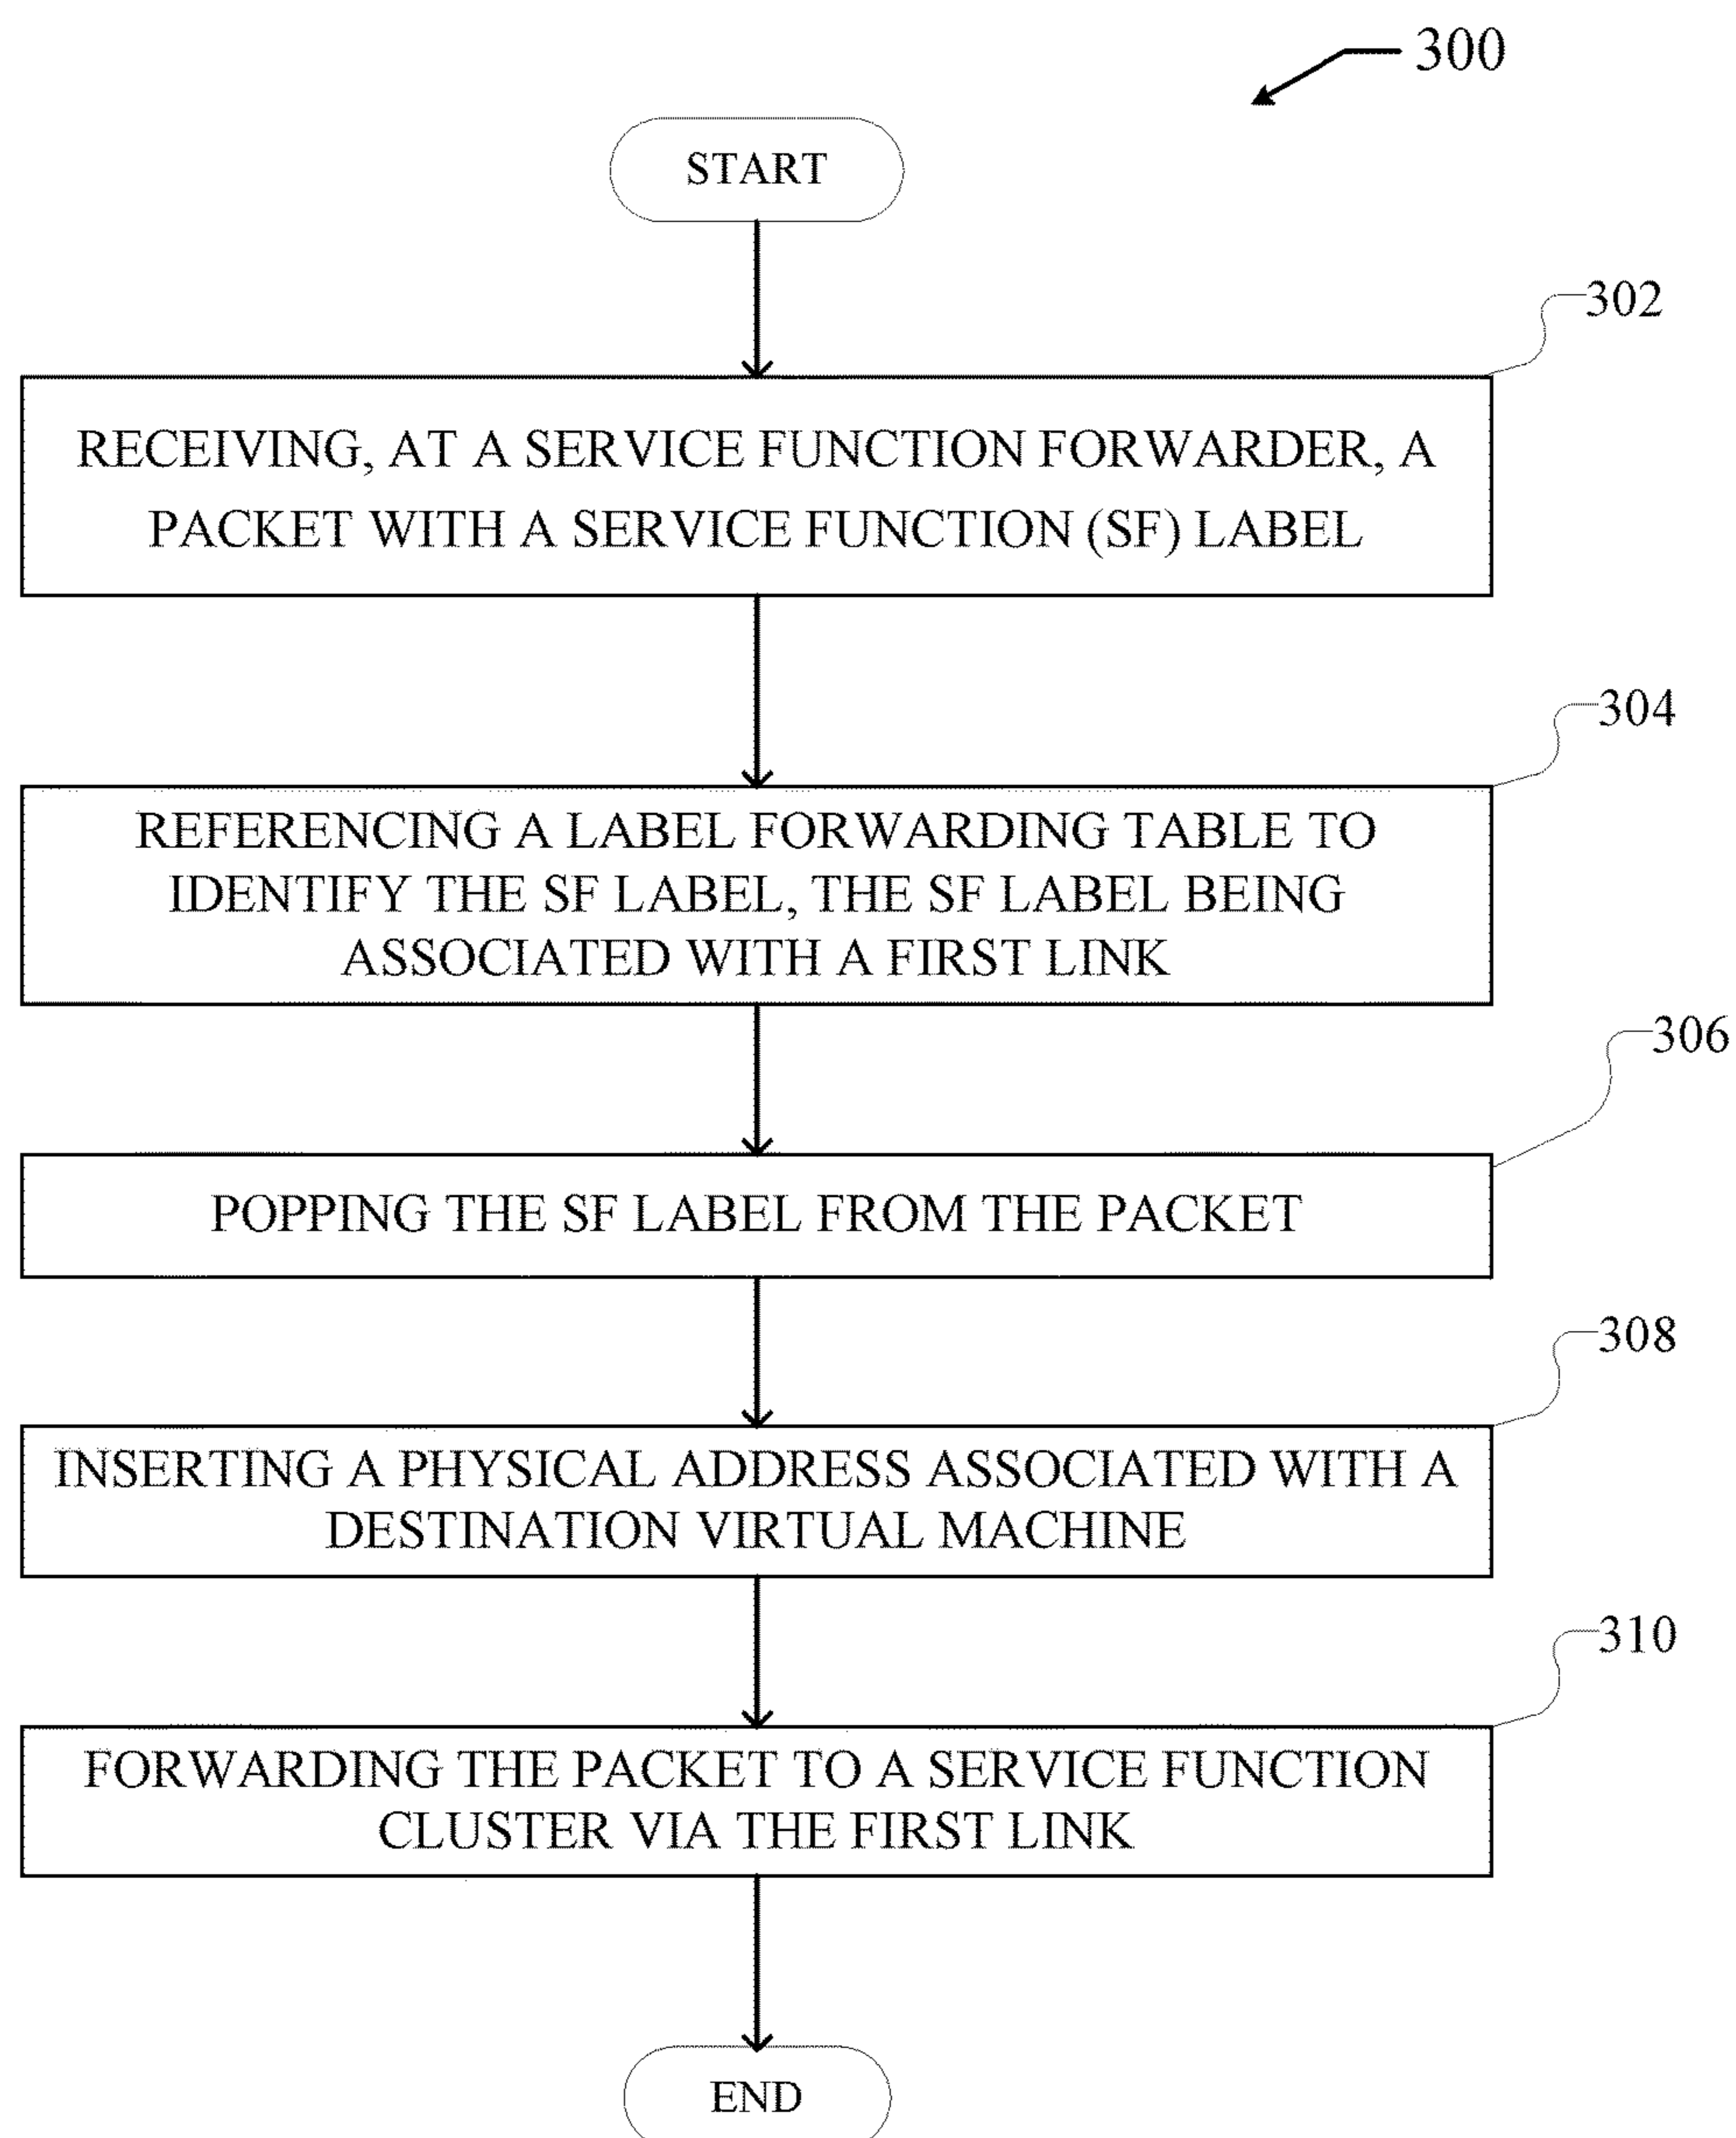 300
START
302
RECEIVING, AT A SERVICE FUNCTION FORWARDER, A
PACKET WITH A SERVICE FUNCTION (SF) LABEL
304
REFERENCING A LABEL FORWARDING TABLE TO
IDENTIFY THE SF LABEL, THE SF LABEL BEING
ASSOCIATED WITH A FIRST LINK
306
POPPING THE SF LABEL FROM THE PACKET
308
INSERTING A PHYSICAL ADDRESS ASSOCIATED WITH A
DESTINATION VIRTUAL MACHINE
310
FORWARDING THE PACKET TO A SERVICE FUNCTION
CLUSTER VIA THE FIRST LINK
END